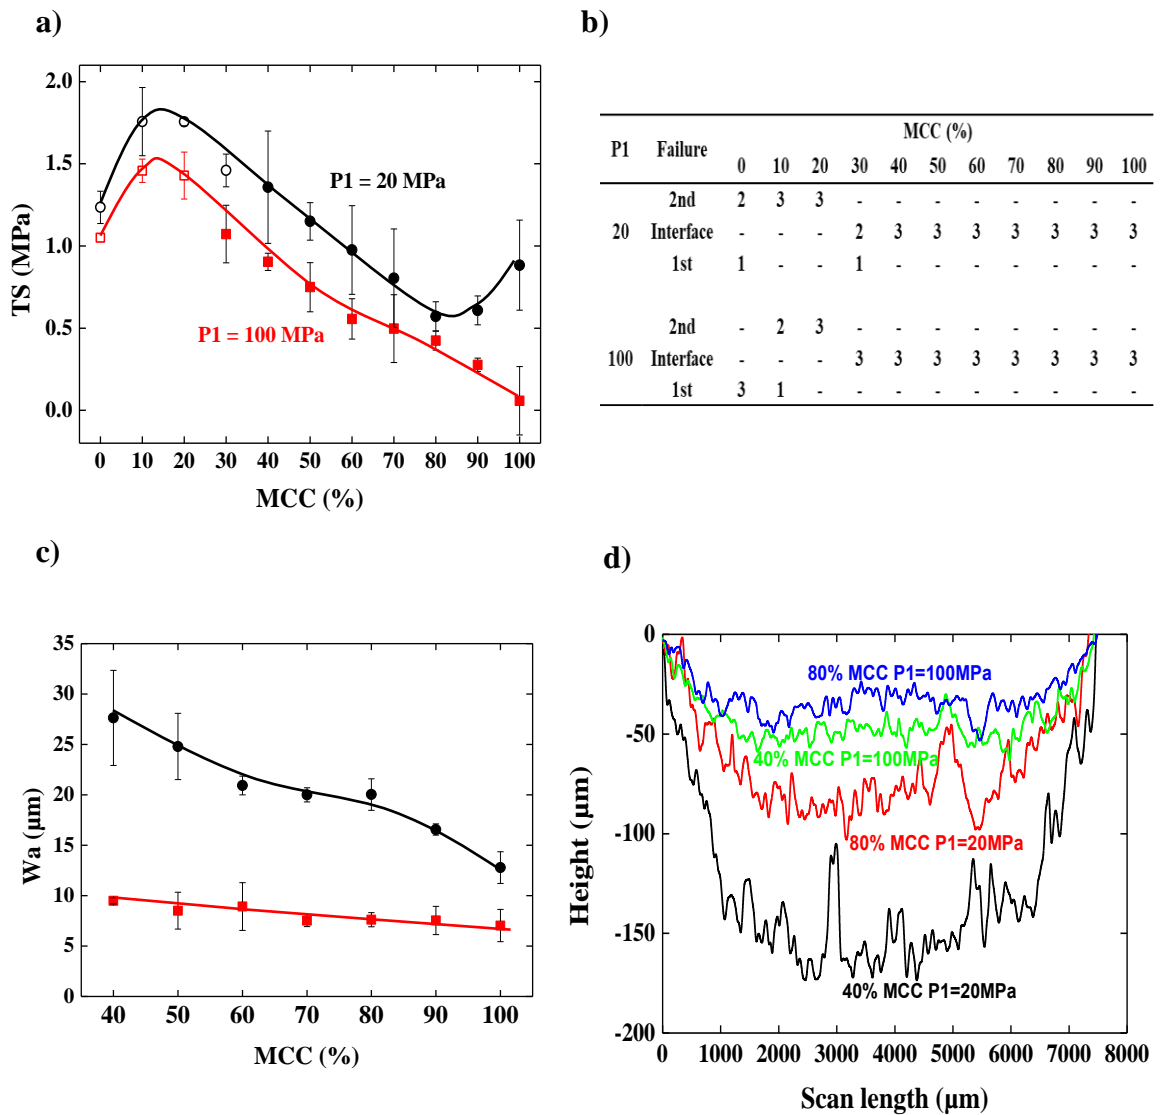 a)
TS (MPa)
2.0
1.5
1.0
0.5
0.0
P1 = 20 MPa
P1 = 100 MPa
0 10 20 30 40 50 60 70 80 90 100
MCC (%)
b)
P1 Failure MCC (%)
0 10 20 30 40 50 60 70 80 90 100
2nd 2 3 3 - - - - - - - -
20 Interface - - - 2 3 3 3 3 3 3 3
1st 1 - - 1 - - - - - - -
2nd - 2 3 - - - - - - - -
100 Interface - - - 3 3 3 3 3 3 3 3
1st 3 1 - - - - - - - - -
c)
Wa (μm)
35
30
25
20
15
10
5
0
40 50 60 70 80 90 100
MCC (%)
d)
Height (μm)
0
-50
-100
-150
-200
80% MCC P1=100MPa
40% MCC P1=100MPa
80% MCC P1=20MPa
40% MCC P1=20MPa
0 1000 2000 3000 4000 5000 6000 7000 8000
Scan length (μm)